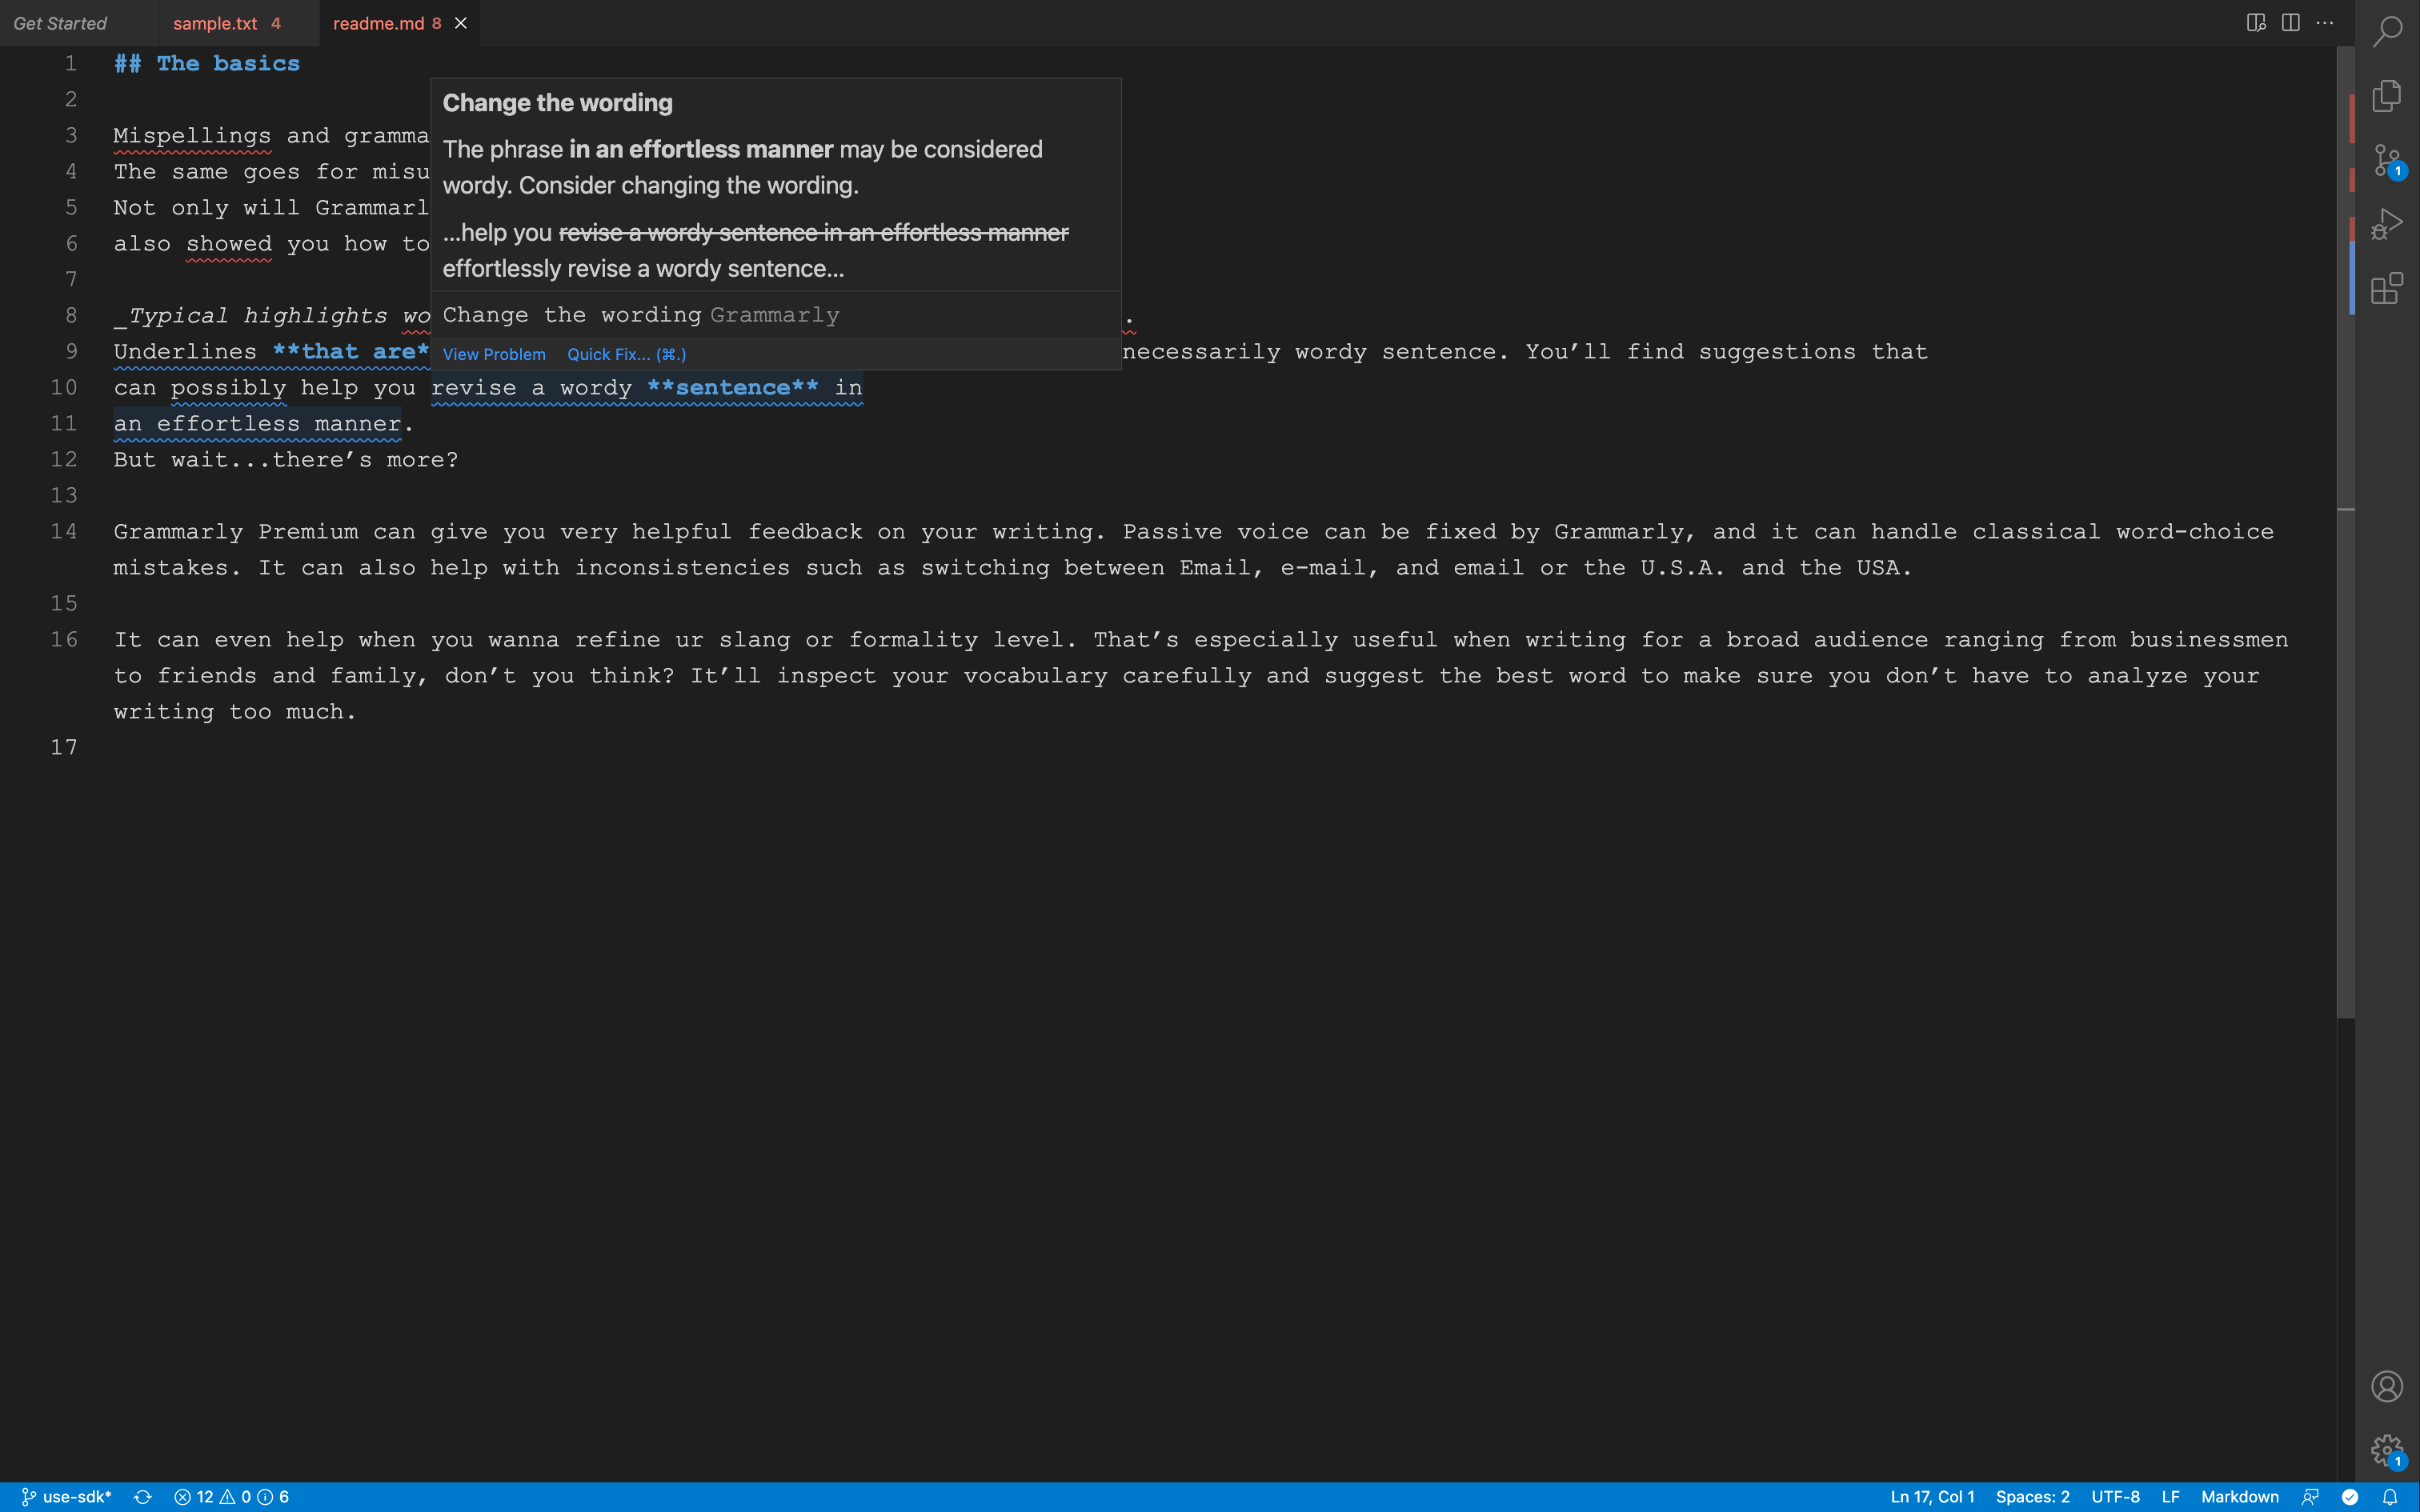 Get Started sample.txt 4 readme.md 8
1 ## The basics
2
3 Mispellings and gramma
4 The same goes for misu
5 Not only will Grammarl
6 also showed you how to
7
8 _Typical highlights wo .
9 Underlines **that are* necessarily wordy sentence. You’ll find suggestions that
Change the wording
The phrase in an effortless manner may be considered
wordy. Consider changing the wording.
...help you revise a wordy sentence in an effortless manner
effortlessly revise a wordy sentence...
Change the wording Grammarly
View Problem Quick Fix... (⌘.)
10 can possibly help you revise a wordy **sentence** in
11 an effortless manner.
12 But wait...there’s more?
13
14 Grammarly Premium can give you very helpful feedback on your writing. Passive voice can be fixed by Grammarly, and it can handle classical word-choice
mistakes. It can also help with inconsistencies such as switching between Email, e-mail, and email or the U.S.A. and the USA.
15
16 It can even help when you wanna refine ur slang or formality level. That’s especially useful when writing for a broad audience ranging from businessmen
to friends and family, don’t you think? It’ll inspect your vocabulary carefully and suggest the best word to make sure you don’t have to analyze your
writing too much.
17
1
1
use-sdk* 12 0 6 Ln 17, Col 1 Spaces: 2 UTF-8 LF Markdown